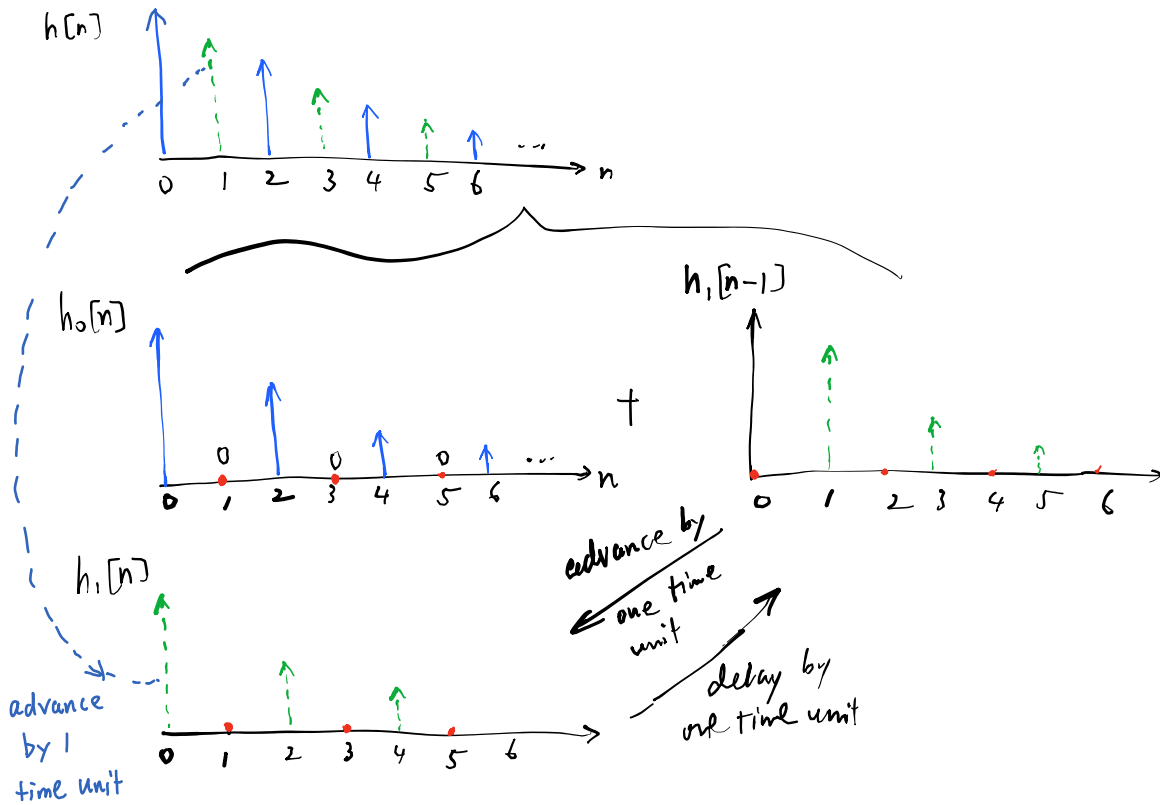 h[n]
...
n
0 1 2 3 4 5 6
h₁[n-1]
h₀[n]
+
0 0 0 ...
n
0 1 2 3 4 5 6
0 1 2 3 4 5 6
advance by
one time
unit
h₁[n]
delay by
one time unit
advance
by 1
time unit
0 1 2 3 4 5 6